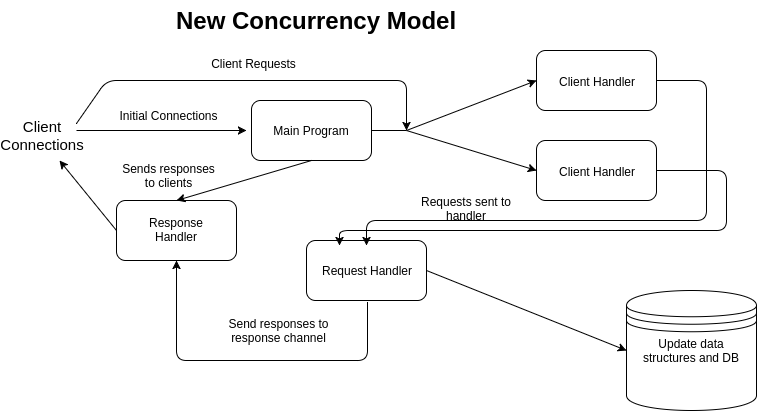 New Concurrency Model
Client Requests
Client Handler
Initial Connections
Client
Connections
Main Program
Sends responses
to clients
Client Handler
Response
Handler
Requests sent to
handler
Request Handler
Send responses to
response channel
Update data
structures and DB